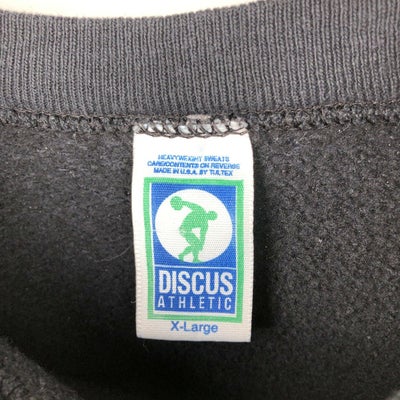 HEAVYWEIGHT SWEATS
CARE/CONTENTS ON REVERSE
MADE IN U.S.A. BY TULTEX
DISCUS
ATHLETIC
X-Large